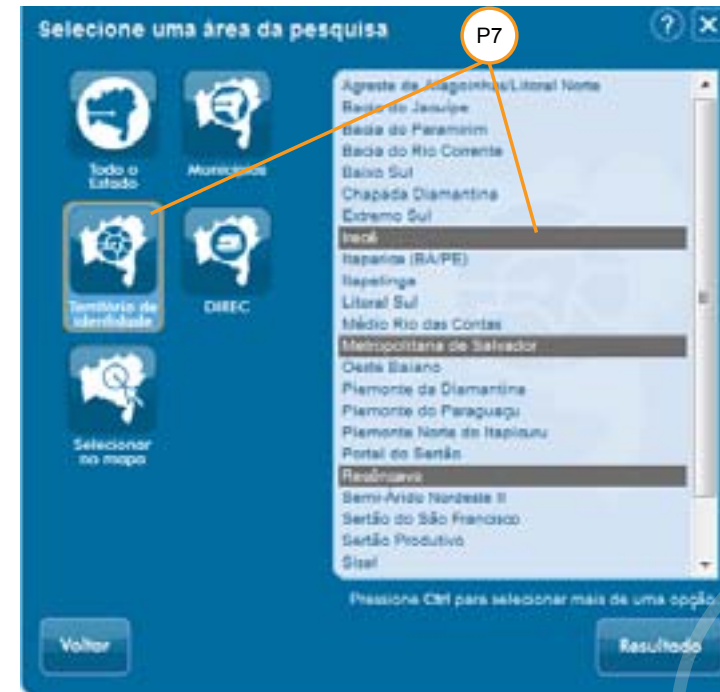 Selecione uma área da pesquisa
P7
?
X
Todo o
Estado
Municípios
Território de
Identidade
DIREC
Selecionar
no mapa
Agreste de Alagoinhas/Litoral Norte
Bacia do Jacuípe
Bacia do Paramirim
Bacia do Rio Corrente
Baixo Sul
Chapada Diamantina
Extremo Sul
Irecê
Itaparica (BA/PE)
Itapetinga
Litoral Sul
Médio Rio das Contas
Metropolitana de Salvador
Oeste Baiano
Piemonte da Diamantina
Piemonte do Paraguaçu
Piemonte Norte do Itapicuru
Portal do Sertão
Recôncavo
Semi-Árido Nordeste II
Sertão do São Francisco
Sertão Produtivo
Sisal
Pressione Ctrl para selecionar mais de uma opção
Voltar
Resultado